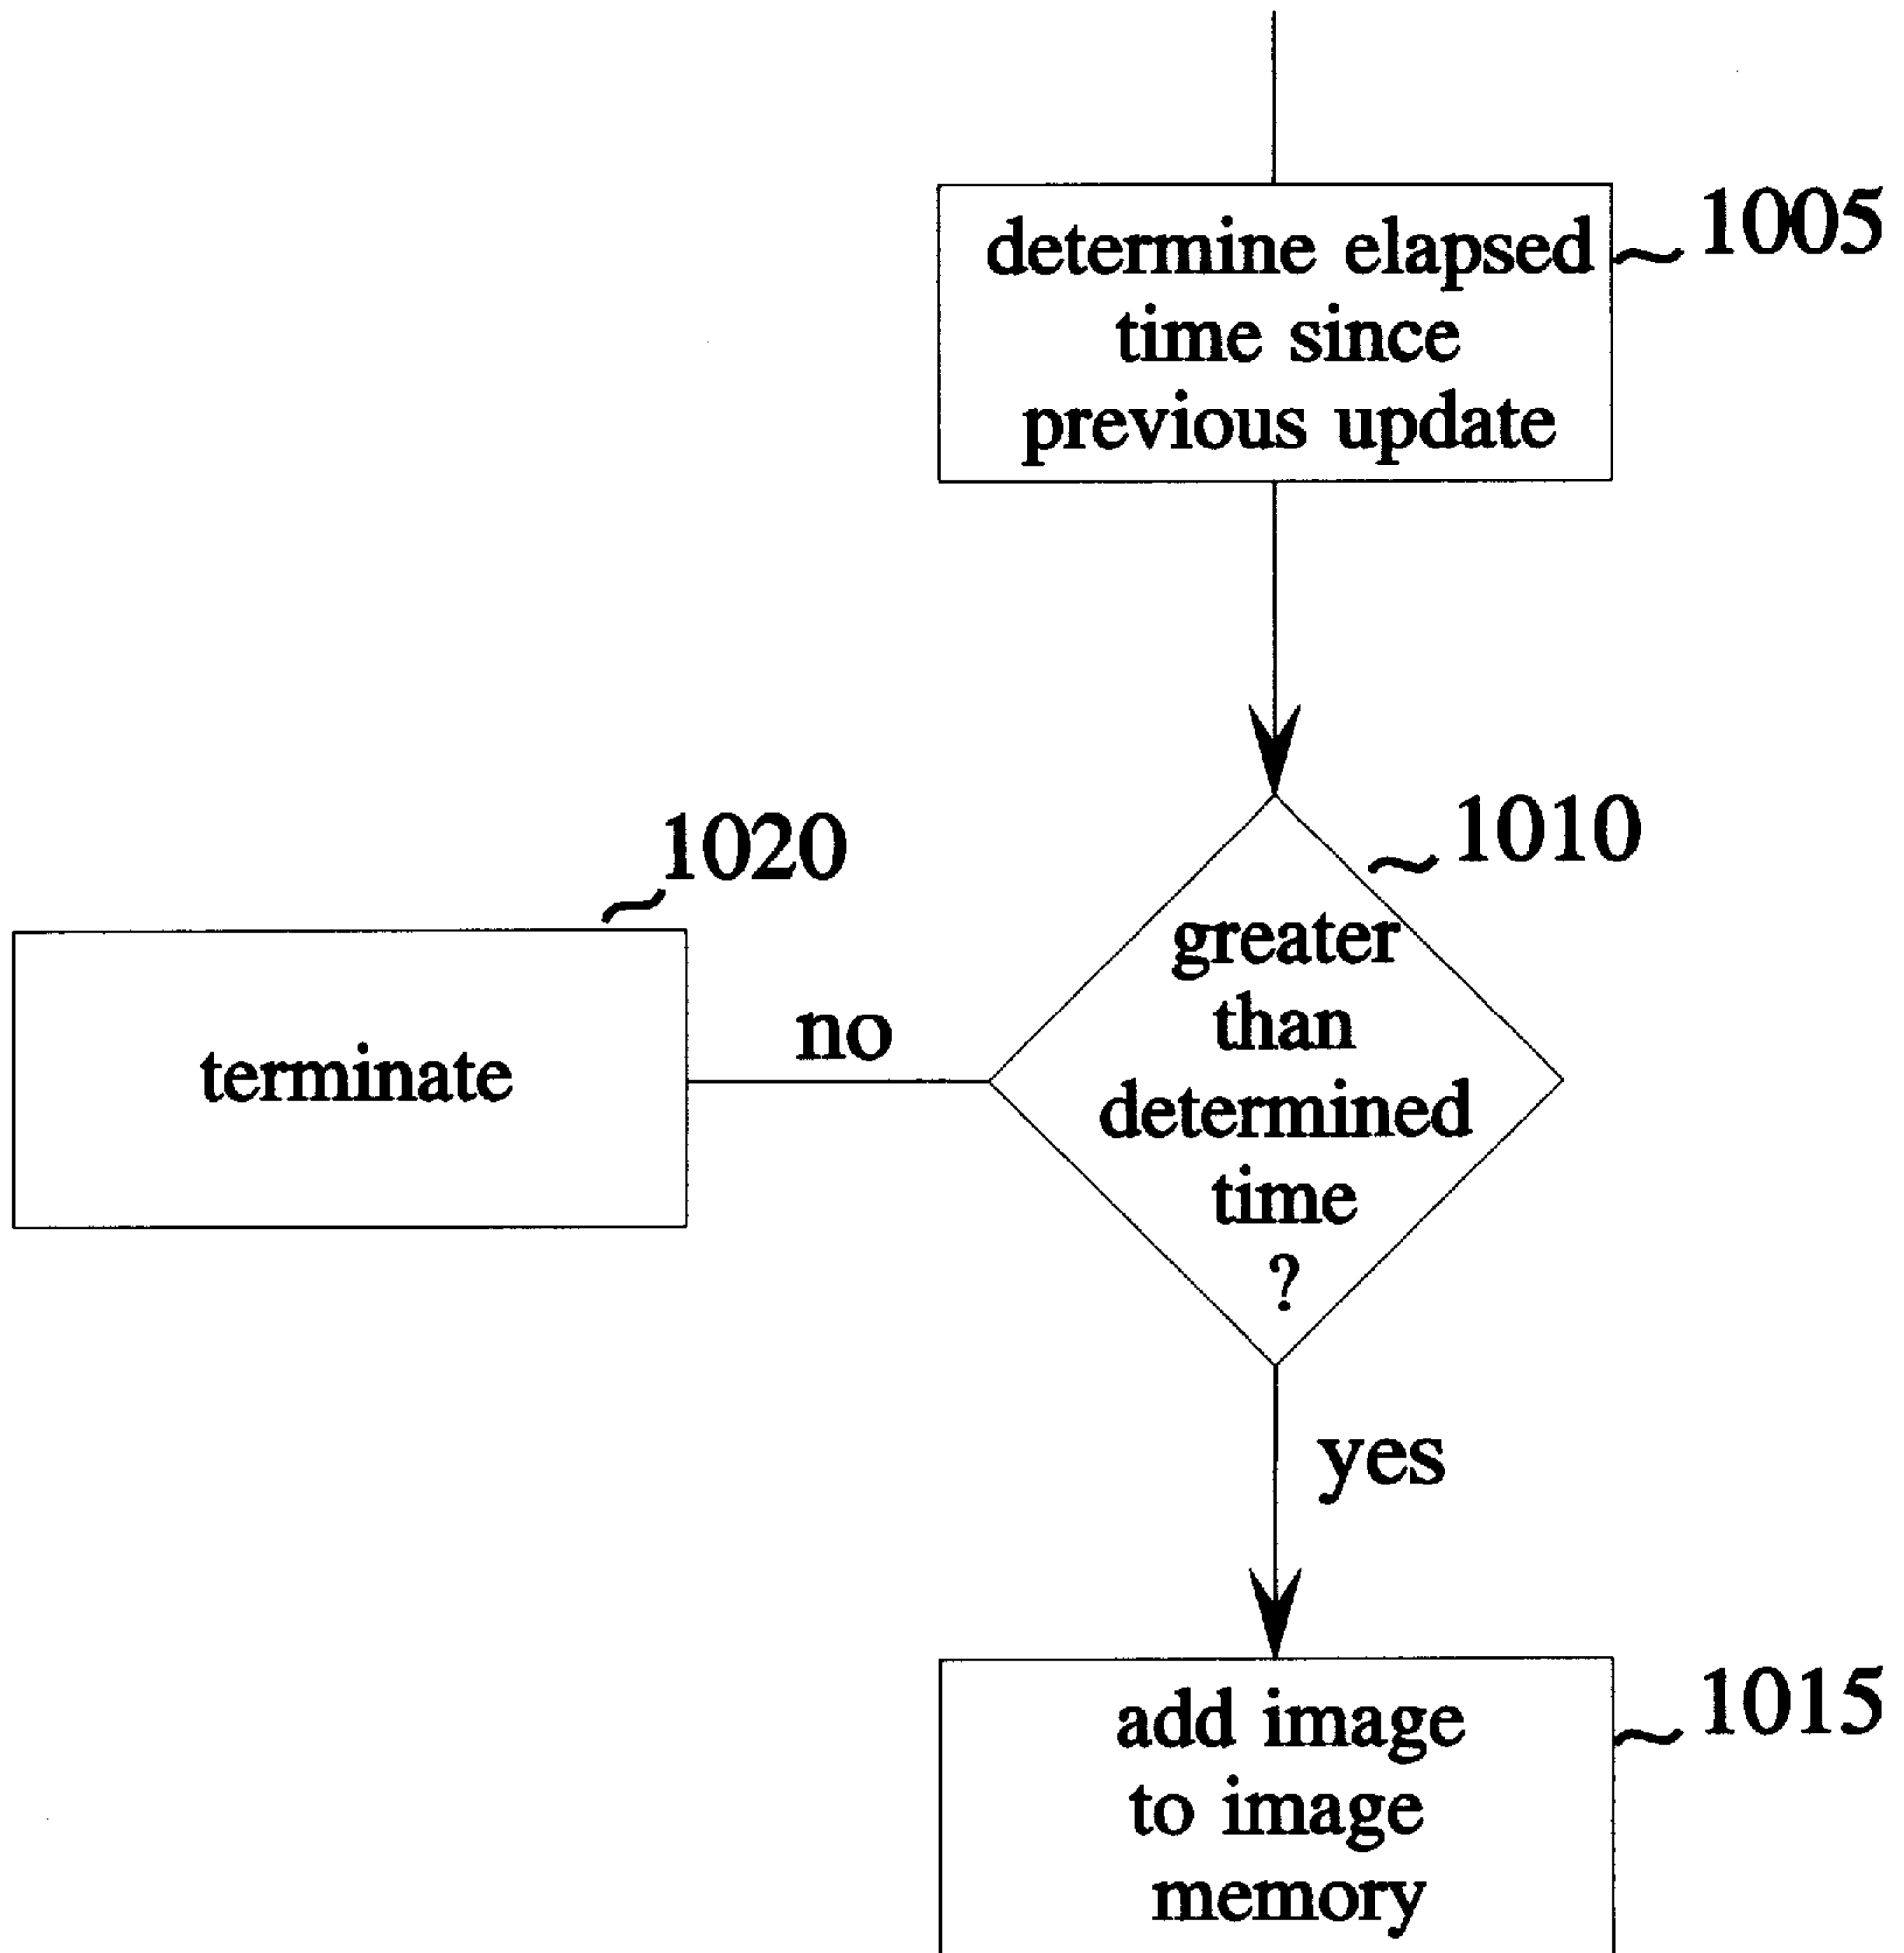 determine elapsed
time since
previous update
1005
1010
greater
than
determined
time
?
1020
terminate
no
yes
add image
to image
memory
1015